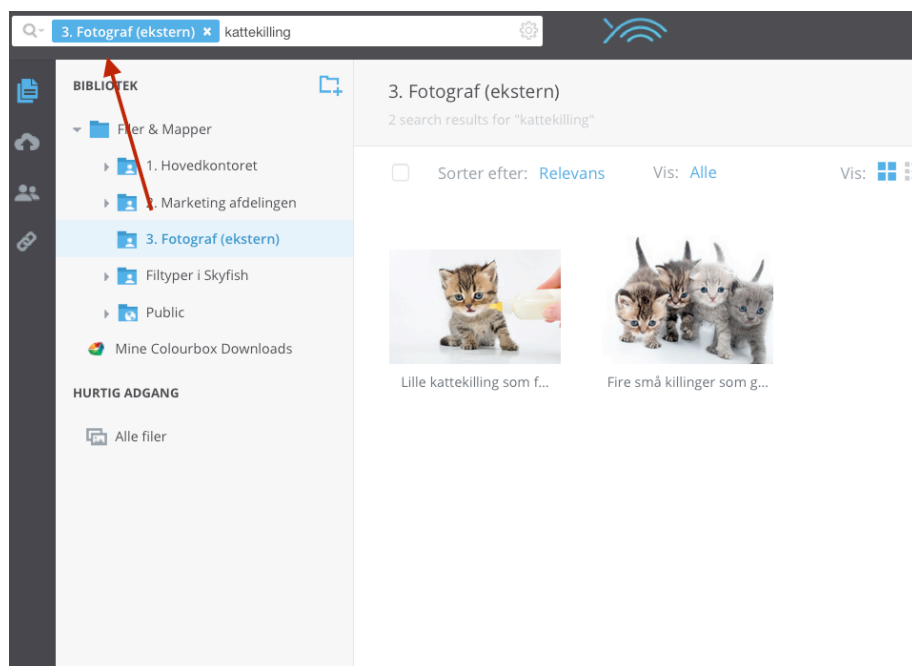 3. Fotograf (ekstern) × kattekilling
BIBLIOTEK
Filer & Mapper
1. Hovedkontoret
2. Marketing afdelingen
3. Fotograf (ekstern)
Filtyper i Skyfish
Public
Mine Colourbox Downloads
HURTIG ADGANG
Alle filer
3. Fotograf (ekstern)
2 search results for "kattekilling"
Sorter efter: Relevans Vis: Alle Vis:
Lille kattekilling som f...
Fire små killinger som g...